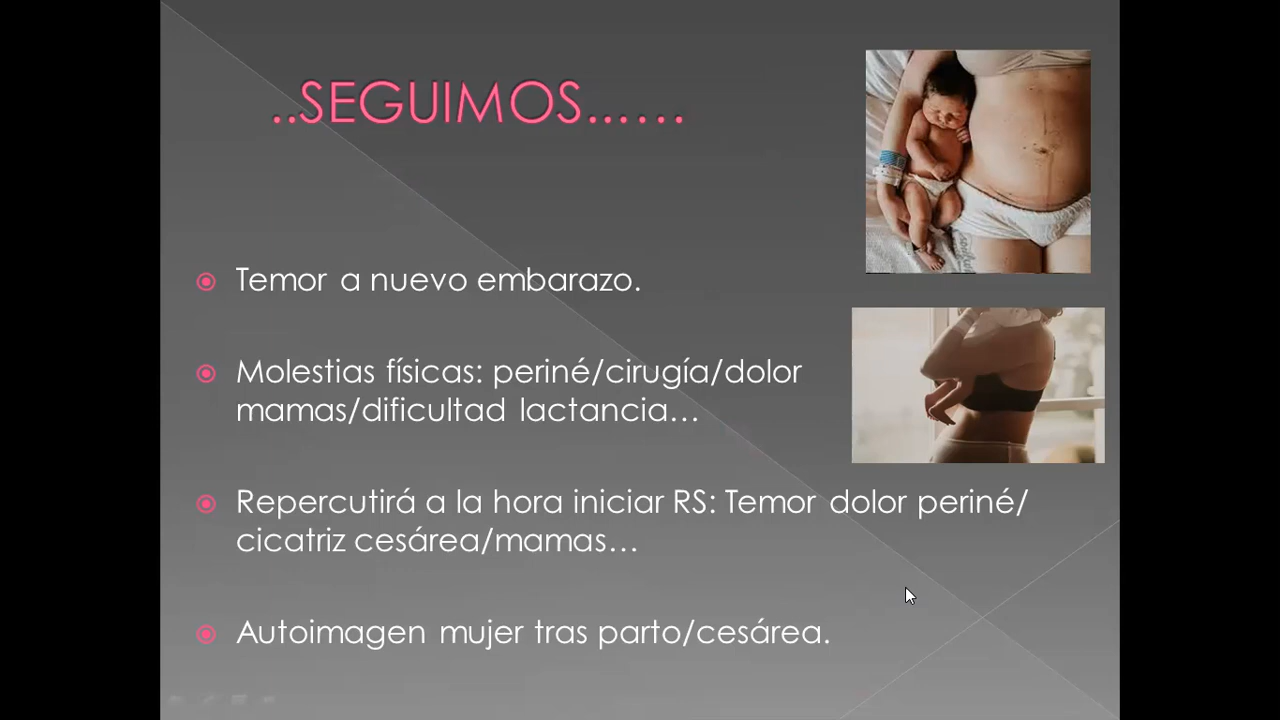 ..SEGUIMOS...…
Temor a nuevo embarazo.
Molestias físicas: periné/cirugía/dolor
mamas/dificultad lactancia…
Repercutirá a la hora iniciar RS: Temor dolor periné/
cicatriz cesárea/mamas…
Autoimagen mujer tras parto/cesárea.